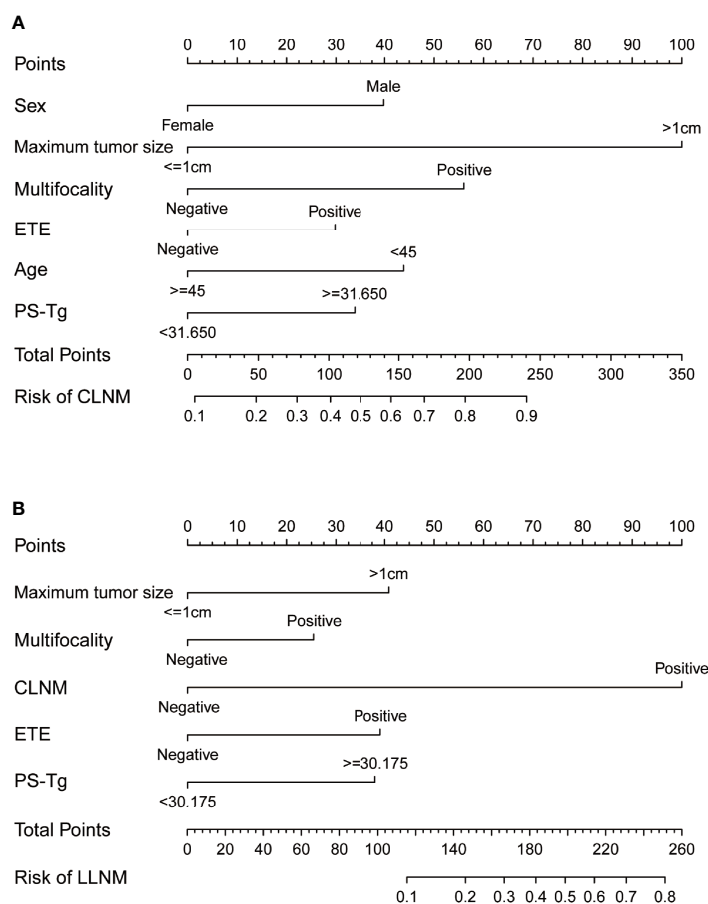 A
0 10 20 30 40 50 60 70 80 90 100
Points
Male
Sex
Female
>1cm
Maximum tumor size
<=1cm
Positive
Multifocality
Negative
Positive
ETE
Negative
<45
Age
>=45
>=31.650
PS-Tg
<31.650
Total Points
0 50 100 150 200 250 300 350
Risk of CLNM
0.1 0.2 0.3 0.4 0.5 0.6 0.7 0.8 0.9
B
0 10 20 30 40 50 60 70 80 90 100
Points
>1cm
Maximum tumor size
<=1cm
Positive
Multifocality
Negative
Positive
CLNM
Negative
Positive
ETE
Negative
>=30.175
PS-Tg
<30.175
Total Points
0 20 40 60 80 100 140 180 220 260
Risk of LLNM
0.1 0.2 0.3 0.4 0.5 0.6 0.7 0.8